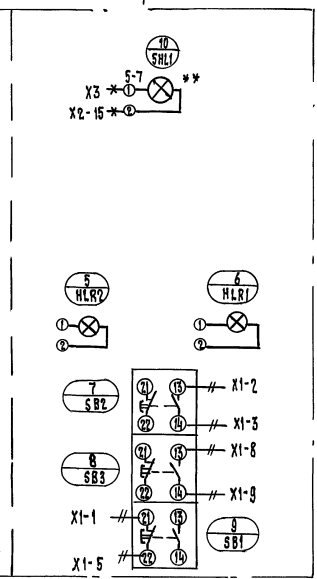 10
SHL1
5-7
**
X3 * 1
X2-15 * 2
5
HLR2
6
HLR1
1
1
2
2
7
SB2
21 13 // X1-2
22 14 // X1-3
8
SB3
21 13 X1-8
22 14 // X1-9
X1-1 // 21 13
9
SB1
X1-5 // 22 14